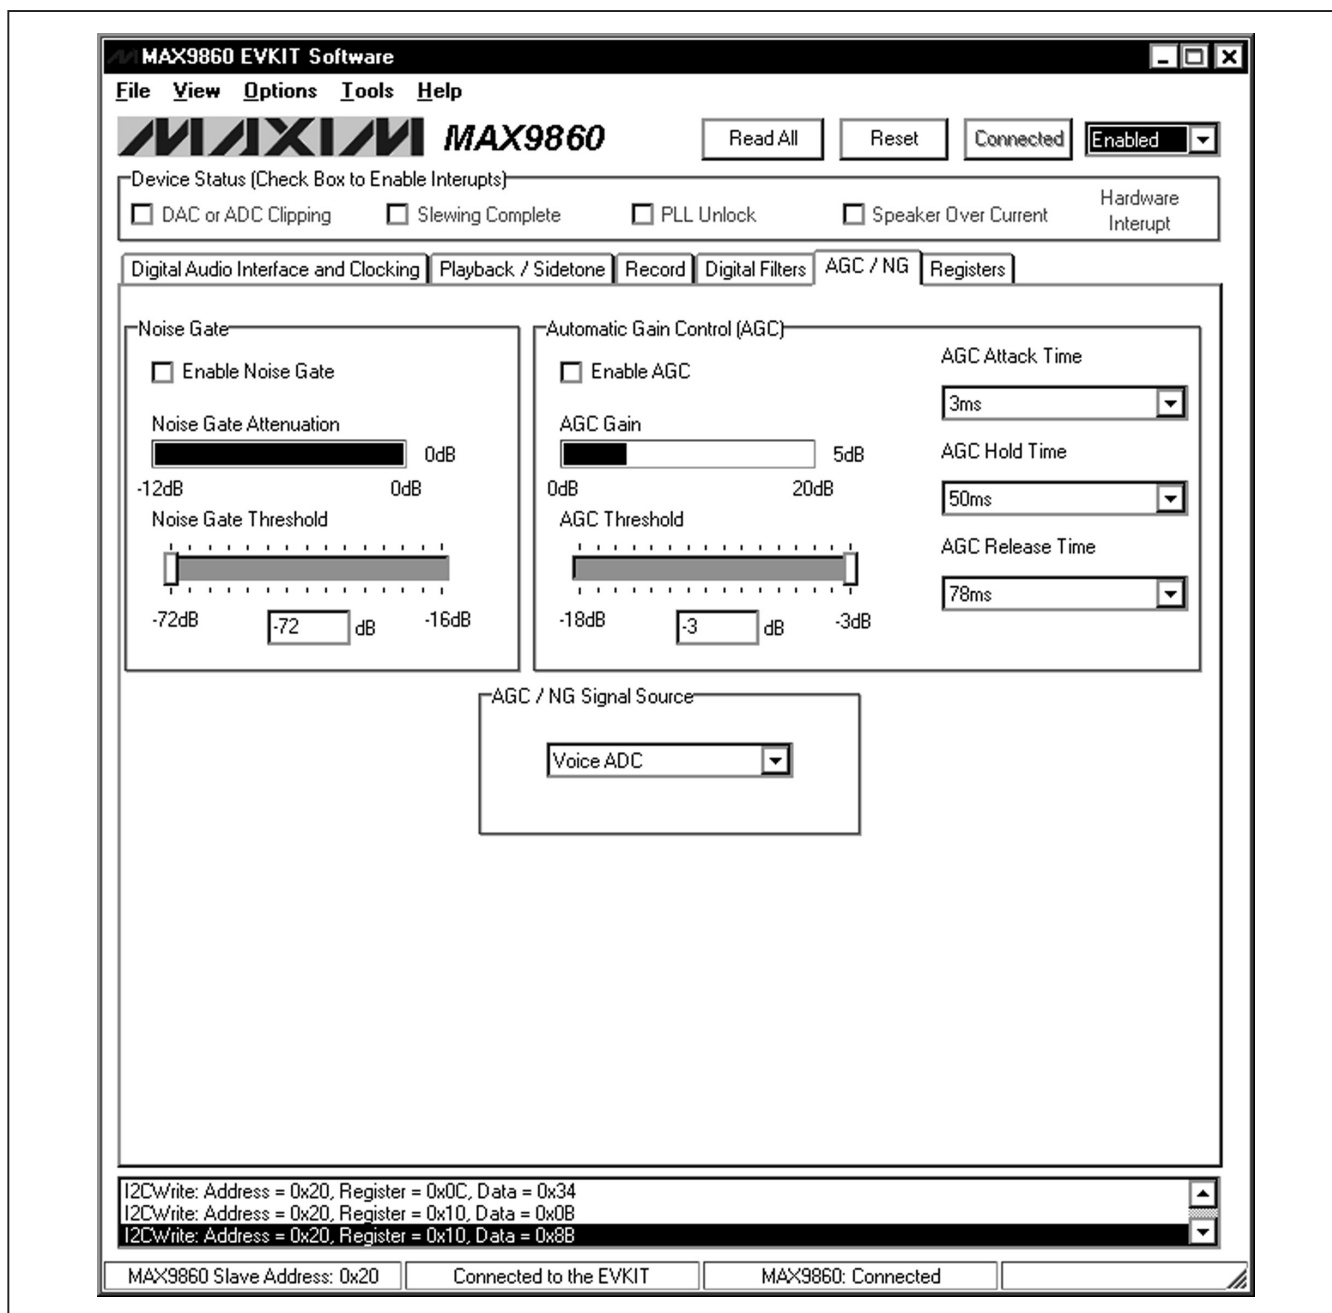 MAX9860 EVKIT Software
File View Options Tools Help
MAXIM MAX9860 Read All Reset Connected Enabled
Device Status (Check Box to Enable Interupts)
DAC or ADC Clipping Slewing Complete PLL Unlock Speaker Over Current Hardware Interupt
Digital Audio Interface and Clocking Playback / Sidetone Record Digital Filters AGC / NG Registers
Noise Gate
Enable Noise Gate
Noise Gate Attenuation
0dB
-12dB 0dB
Noise Gate Threshold
-72dB -72 dB -16dB
Automatic Gain Control (AGC)
Enable AGC
AGC Gain
5dB
0dB 20dB
AGC Threshold
-18dB -3 dB -3dB
AGC Attack Time
3ms
AGC Hold Time
50ms
AGC Release Time
78ms
AGC / NG Signal Source
Voice ADC
I2CWrite: Address = 0x20, Register = 0x0C, Data = 0x34
I2CWrite: Address = 0x20, Register = 0x10, Data = 0x0B
I2CWrite: Address = 0x20, Register = 0x10, Data = 0x8B
MAX9860 Slave Address: 0x20 Connected to the EVKIT MAX9860: Connected